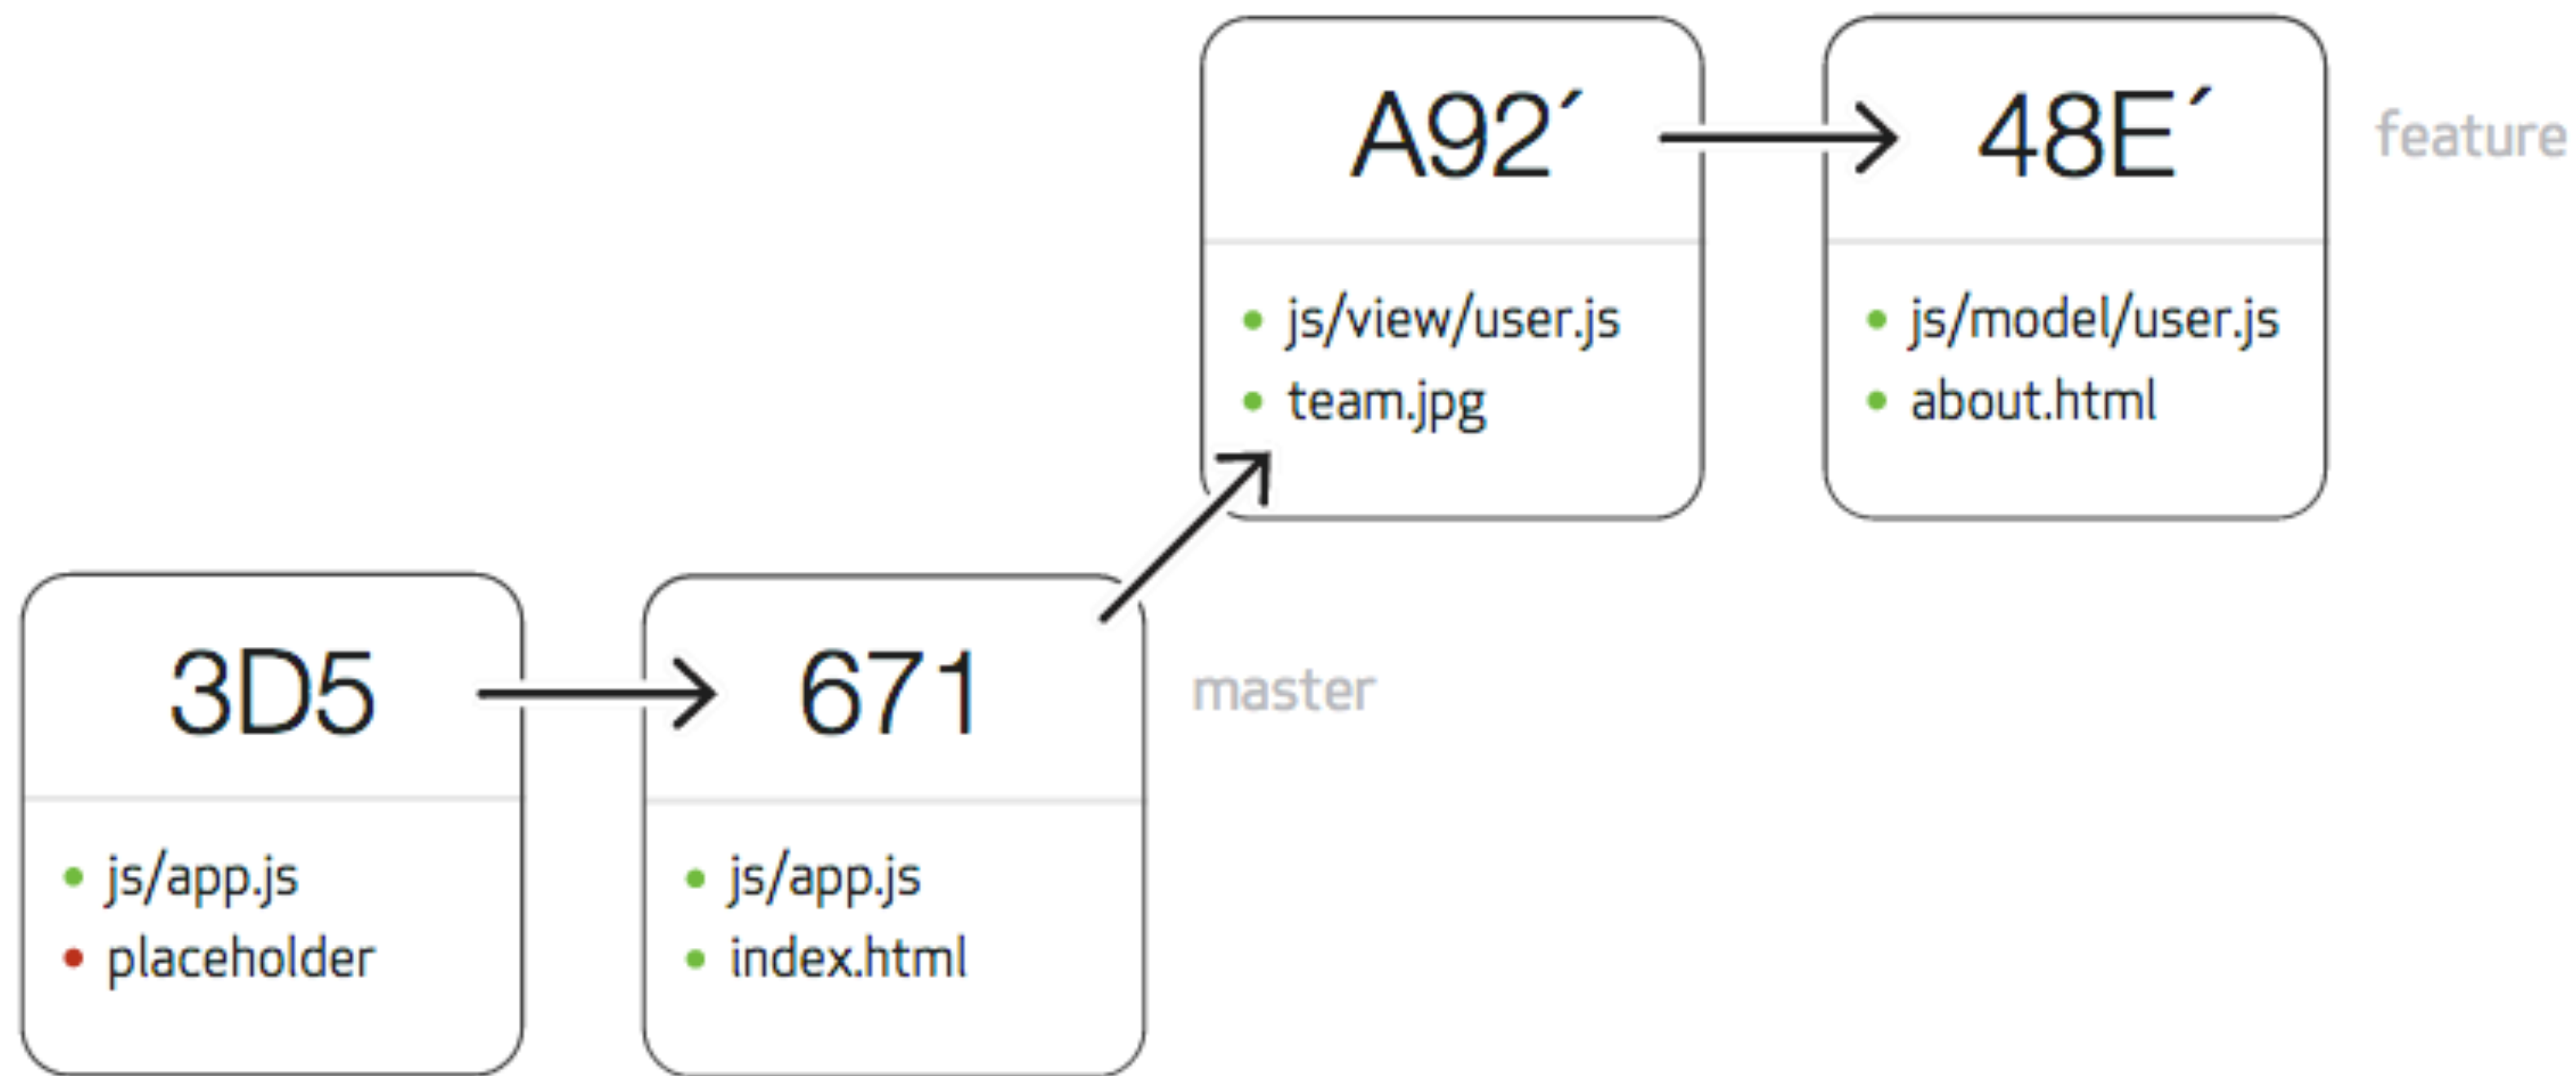 A92´
js/view/user.js
team.jpg
48E´
js/model/user.js
about.html
feature
3D5
js/app.js
placeholder
671
js/app.js
index.html
master